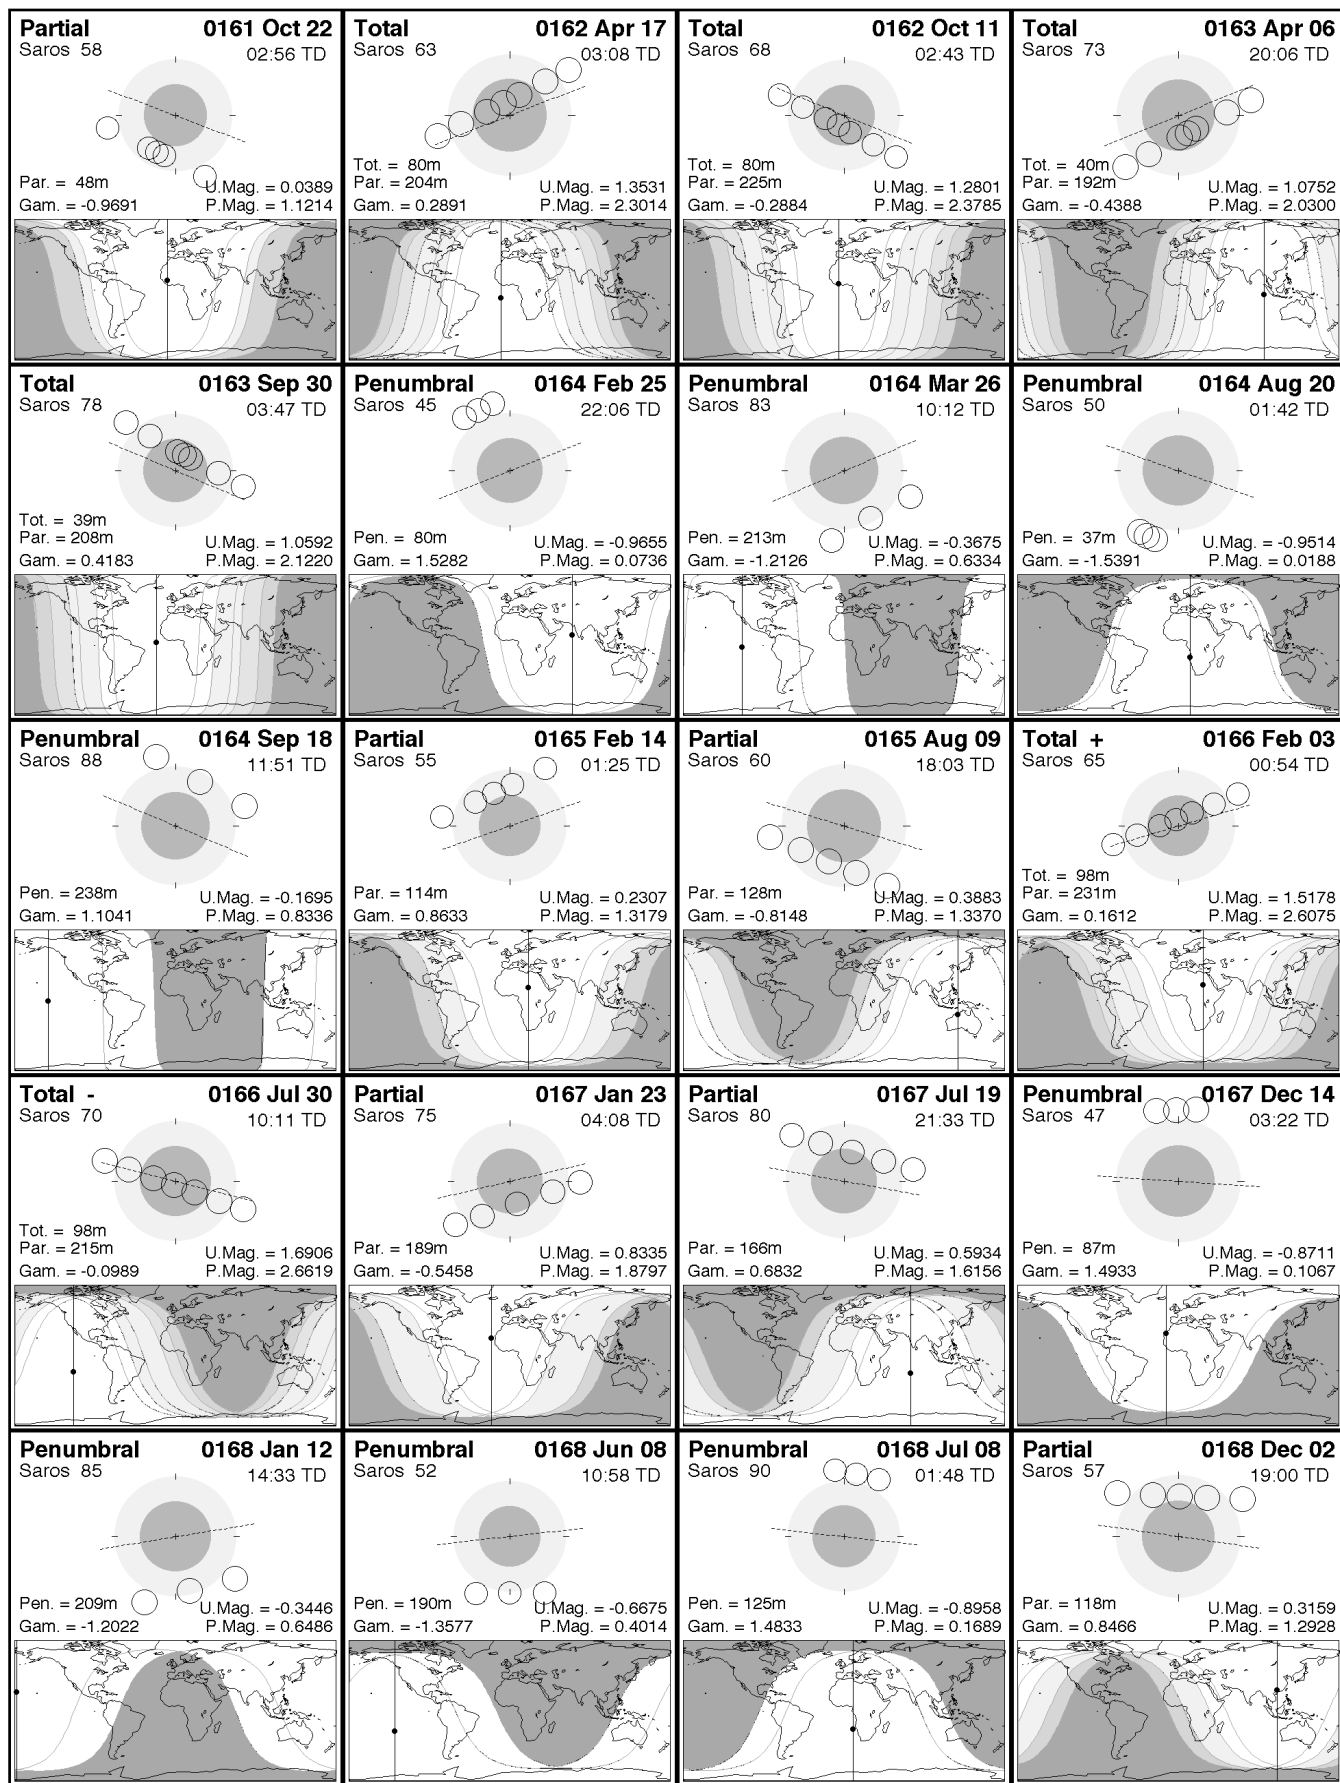 Partial 0161 Oct 22
Saros 58 02:56 TD
Par. = 48m U.Mag. = 0.0389
Gam. = -0.9691 P.Mag. = 1.1214
Total 0162 Apr 17
Saros 63 03:08 TD
Tot. = 80m
Par. = 204m U.Mag. = 1.3531
Gam. = 0.2891 P.Mag. = 2.3014
Total 0162 Oct 11
Saros 68 02:43 TD
Tot. = 80m
Par. = 225m U.Mag. = 1.2801
Gam. = -0.2884 P.Mag. = 2.3785
Total 0163 Apr 06
Saros 73 20:06 TD
Tot. = 40m
Par. = 192m U.Mag. = 1.0752
Gam. = -0.4388 P.Mag. = 2.0300
Total 0163 Sep 30
Saros 78 03:47 TD
Tot. = 39m
Par. = 208m U.Mag. = 1.0592
Gam. = 0.4183 P.Mag. = 2.1220
Penumbral 0164 Feb 25
Saros 45 22:06 TD
Pen. = 80m U.Mag. = -0.9655
Gam. = 1.5282 P.Mag. = 0.0736
Penumbral 0164 Mar 26
Saros 83 10:12 TD
Pen. = 213m U.Mag. = -0.3675
Gam. = -1.2126 P.Mag. = 0.6334
Penumbral 0164 Aug 20
Saros 50 01:42 TD
Pen. = 37m U.Mag. = -0.9514
Gam. = -1.5391 P.Mag. = 0.0188
Penumbral 0164 Sep 18
Saros 88 11:51 TD
Pen. = 238m U.Mag. = -0.1695
Gam. = 1.1041 P.Mag. = 0.8336
Partial 0165 Feb 14
Saros 55 01:25 TD
Par. = 114m U.Mag. = 0.2307
Gam. = 0.8633 P.Mag. = 1.3179
Partial 0165 Aug 09
Saros 60 18:03 TD
Par. = 128m U.Mag. = 0.3883
Gam. = -0.8148 P.Mag. = 1.3370
Total + 0166 Feb 03
Saros 65 00:54 TD
Tot. = 98m
Par. = 231m U.Mag. = 1.5178
Gam. = 0.1612 P.Mag. = 2.6075
Total - 0166 Jul 30
Saros 70 10:11 TD
Tot. = 98m
Par. = 215m U.Mag. = 1.6906
Gam. = -0.0989 P.Mag. = 2.6619
Partial 0167 Jan 23
Saros 75 04:08 TD
Par. = 189m U.Mag. = 0.8335
Gam. = -0.5458 P.Mag. = 1.8797
Partial 0167 Jul 19
Saros 80 21:33 TD
Par. = 166m U.Mag. = 0.5934
Gam. = 0.6832 P.Mag. = 1.6156
Penumbral 0167 Dec 14
Saros 47 03:22 TD
Pen. = 87m U.Mag. = -0.8711
Gam. = 1.4933 P.Mag. = 0.1067
Penumbral 0168 Jan 12
Saros 85 14:33 TD
Pen. = 209m U.Mag. = -0.3446
Gam. = -1.2022 P.Mag. = 0.6486
Penumbral 0168 Jun 08
Saros 52 10:58 TD
Pen. = 190m U.Mag. = -0.6675
Gam. = -1.3577 P.Mag. = 0.4014
Penumbral 0168 Jul 08
Saros 90 01:48 TD
Pen. = 125m U.Mag. = -0.8958
Gam. = 1.4833 P.Mag. = 0.1689
Partial 0168 Dec 02
Saros 57 19:00 TD
Par. = 118m U.Mag. = 0.3159
Gam. = 0.8466 P.Mag. = 1.2928